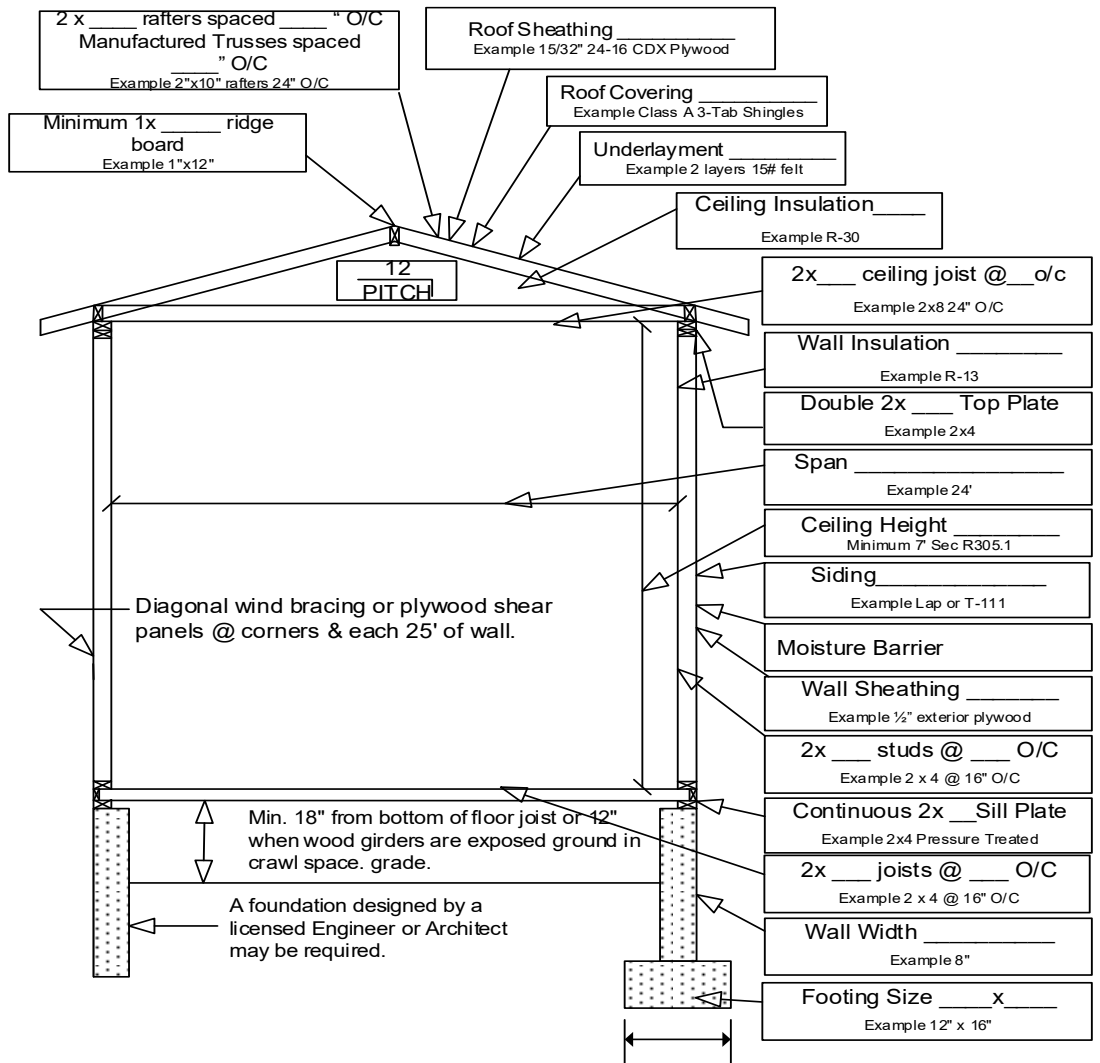 2 x ____ rafters spaced ____ " O/C
Manufactured Trusses spaced
____" O/C
Example 2"x10" rafters 24" O/C
Roof Sheathing __________
Example 15/32" 24-16 CDX Plywood
Roof Covering __________
Example Class A 3-Tab Shingles
Minimum 1x _____ ridge
board
Example 1"x12"
Underlayment _________
Example 2 layers 15# felt
Ceiling Insulation_____
Example R-30
12
PITCH
2x___ ceiling joist @__o/c
Example 2x8 24" O/C
Wall Insulation ________
Example R-13
Double 2x ___ Top Plate
Example 2x4
Span ________________
Example 24'
Ceiling Height ________
Minimum 7' Sec R305.1
Siding_____________
Example Lap or T-111
Diagonal wind bracing or plywood shear
panels @ corners & each 25' of wall.
Moisture Barrier
Wall Sheathing _______
Example ½" exterior plywood
2x ___ studs @ ___ O/C
Example 2 x 4 @ 16" O/C
Continuous 2x __Sill Plate
Example 2x4 Pressure Treated
Min. 18" from bottom of floor joist or 12"
when wood girders are exposed ground in
crawl space. grade.
2x ___ joists @ ___ O/C
Example 2 x 4 @ 16" O/C
A foundation designed by a
licensed Engineer or Architect
may be required.
Wall Width __________
Example 8"
Footing Size ____x____
Example 12" x 16"